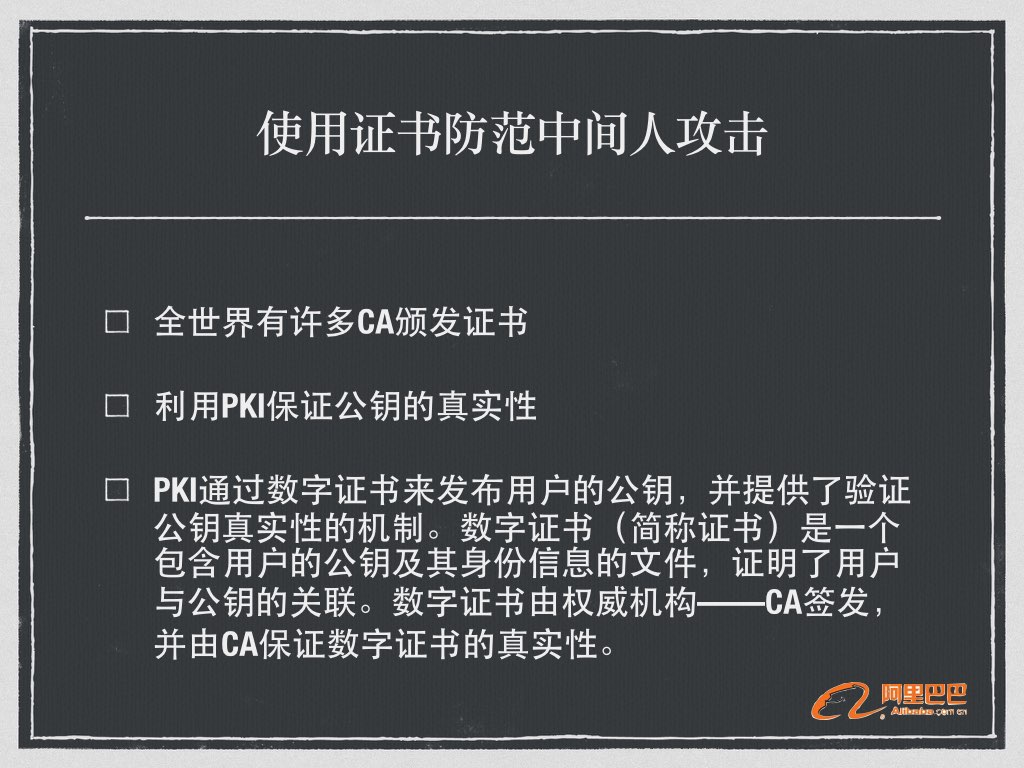 使用证书防范中间人攻击
全世界有许多CA颁发证书
利用PKI保证公钥的真实性
PKI通过数字证书来发布用户的公钥，并提供了验证
公钥真实性的机制。数字证书（简称证书）是一个
包含用户的公钥及其身份信息的文件，证明了用户
与公钥的关联。数字证书由权威机构——CA签发，
并由CA保证数字证书的真实性。
阿里巴巴
Alibaba.com.cn